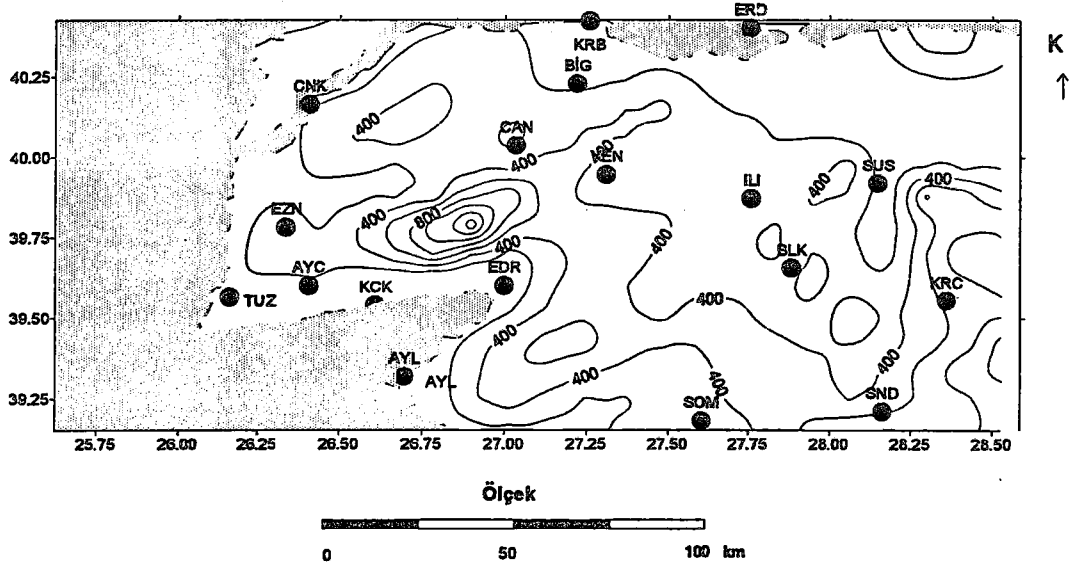 ERD
KRB
K
BİG
40.25
CNK
400
CAN
40.00
400
400
YEN
İLİ
400
SUS
400
EZN
400
800
39.75
400
400
SLK
AYC
KCK
EDR
TUZ
400
KRC
39.50
400
AYL
AYL
400
400
400
SOM
SND
39.25
25.75 26.00 26.25 26.50 26.75 27.00 27.25 27.50 27.75 28.00 28.25 28.50
Ölçek
0 50 100 km